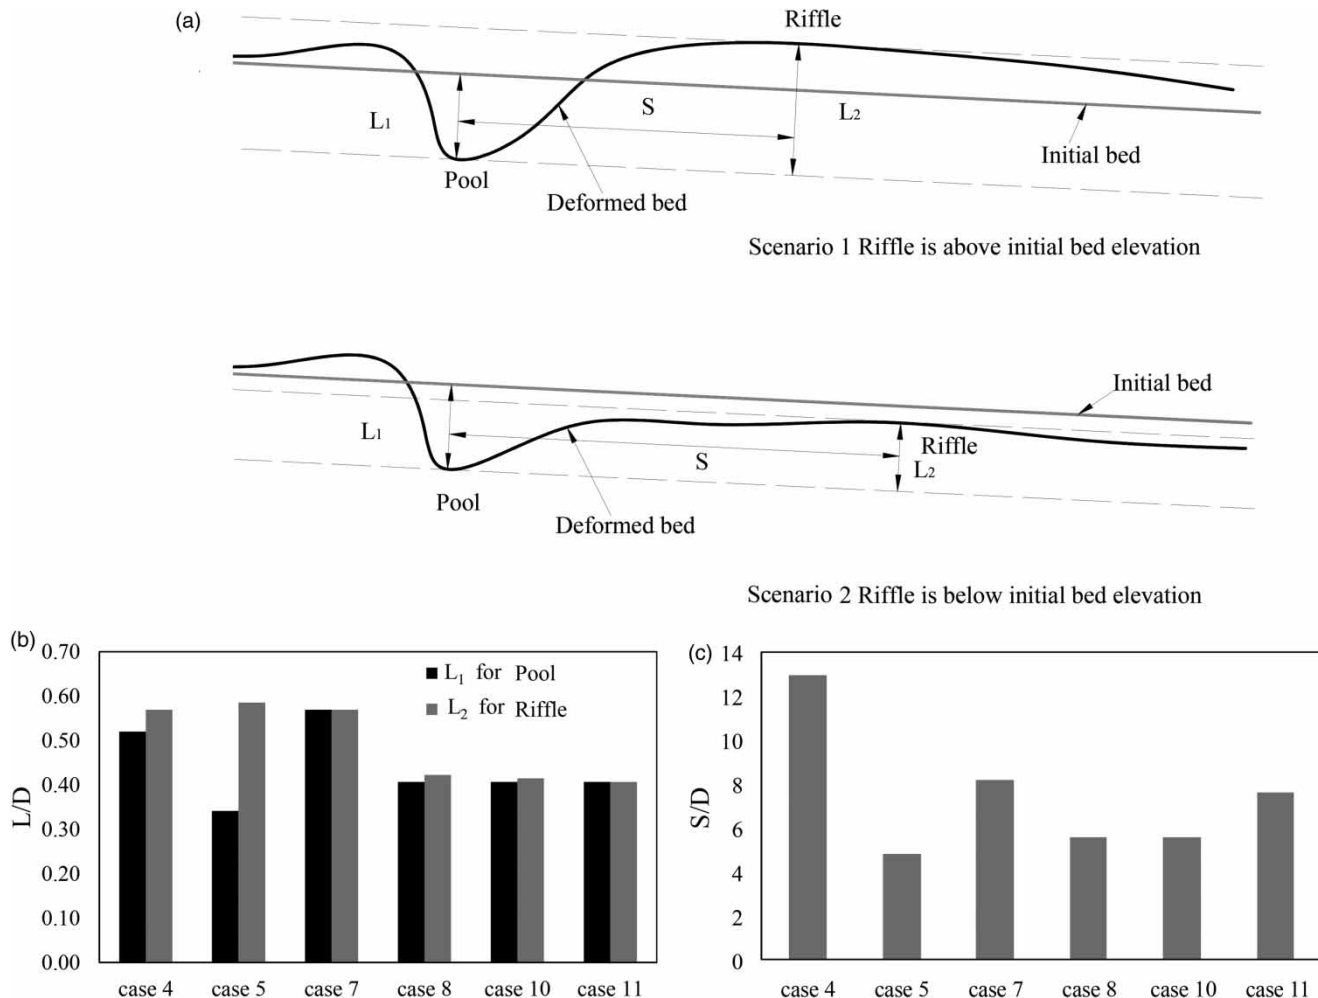 (a)
Riffle
L1
S
L2
Initial bed
Pool
Deformed bed
Scenario 1 Riffle is above initial bed elevation
Initial bed
L1
Riffle
S
L2
Pool
Deformed bed
Scenario 2 Riffle is below initial bed elevation
(b)
0.70
0.60
0.50
0.40
0.30
0.20
0.10
0.00
L/D
L1 for Pool
L2 for Riffle
case 4 case 5 case 7 case 8 case 10 case 11
(c)
14
12
10
8
6
4
2
0
S/D
case 4 case 5 case 7 case 8 case 10 case 11